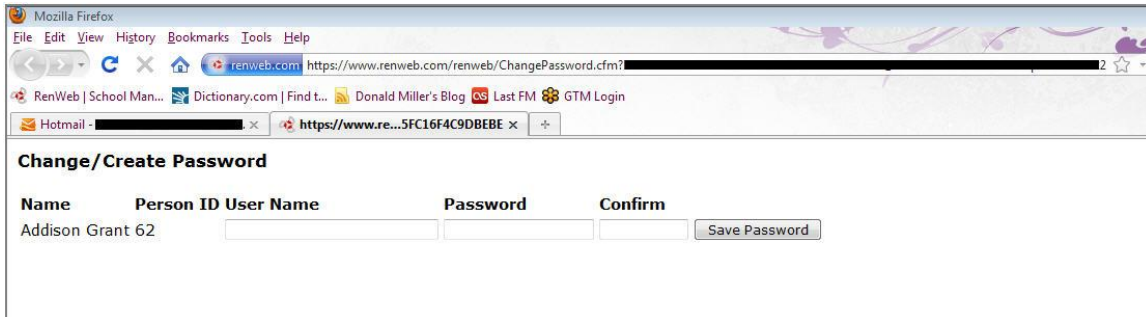 Mozilla Firefox
File Edit View History Bookmarks Tools Help
renweb.com https://www.renweb.com/renweb/ChangePassword.cfm? 2
RenWeb | School Man... Dictionary.com | Find t... Donald Miller's Blog Last FM GTM Login
Hotmail - https://www.re...5FC16F4C9DBEBE
Change/Create Password
Name Person ID User Name Password Confirm
Addison Grant 62 Save Password